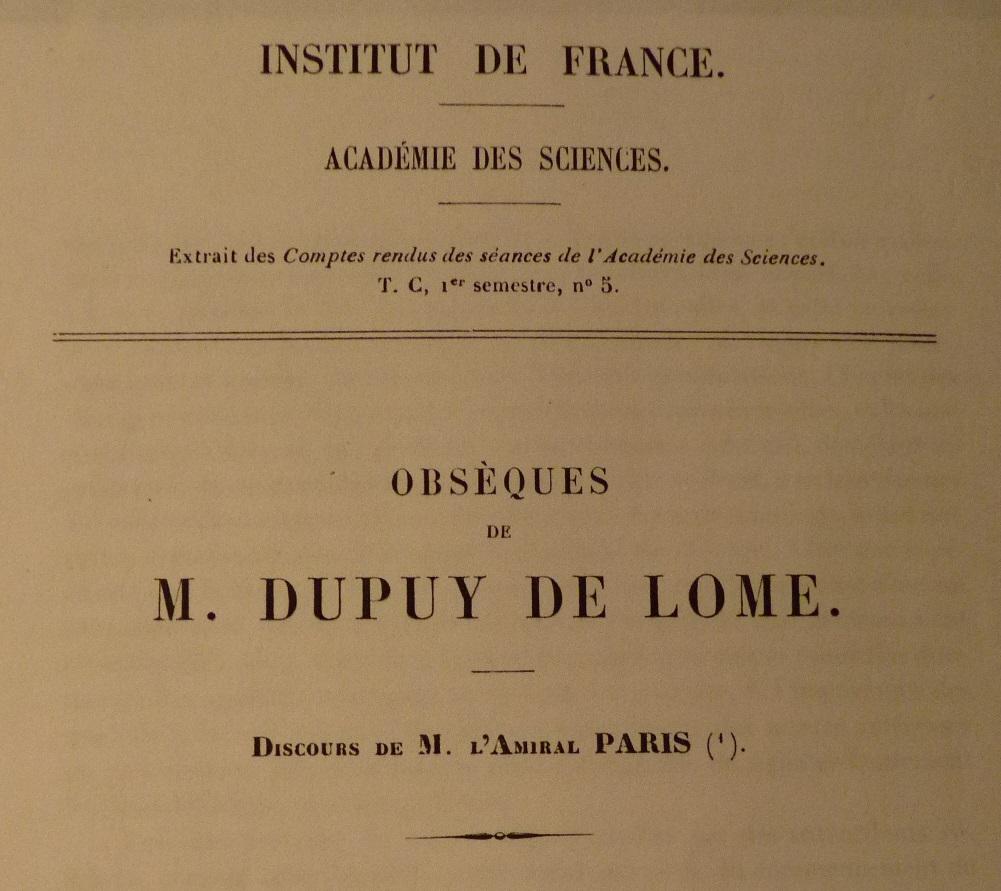 INSTITUT DE FRANCE.
ACADÉMIE DES SCIENCES.
Extrait des Comptes rendus des séances de l'Académie des Sciences.
T. C, 1er semestre, nº 5.
OBSÈQUES
DE
M. DUPUY DE LOME.
DISCOURS DE M. L'AMIRAL PARIS (1).